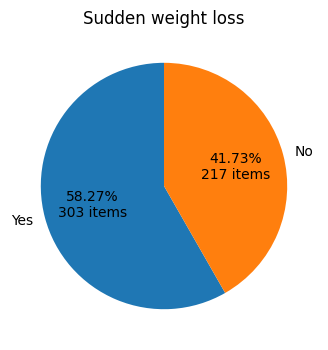 Sudden weight loss
No
41.73%
217 items
58.27%
303 items
Yes